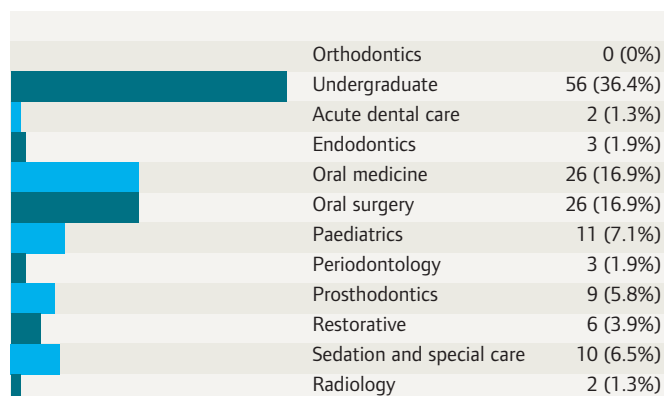 Orthodontics 0 (0%)
Undergraduate 56 (36.4%)
Acute dental care 2 (1.3%)
Endodontics 3 (1.9%)
Oral medicine 26 (16.9%)
Oral surgery 26 (16.9%)
Paediatrics 11 (7.1%)
Periodontology 3 (1.9%)
Prosthodontics 9 (5.8%)
Restorative 6 (3.9%)
Sedation and special care 10 (6.5%)
Radiology 2 (1.3%)